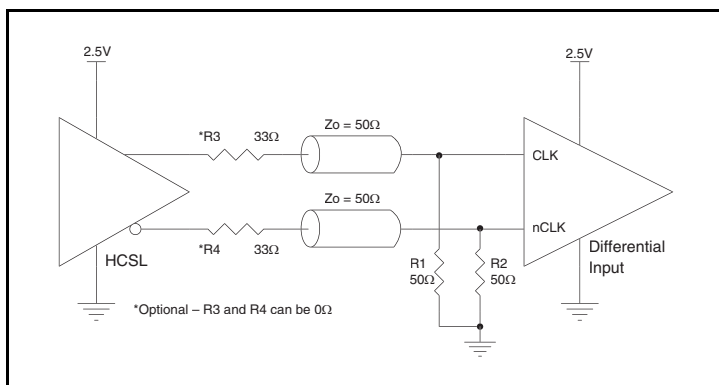 2.5V
2.5V
*R3
33Ω
Zo = 50Ω
CLK
Zo = 50Ω
nCLK
HCSL
*R4
33Ω
R1
50Ω
R2
50Ω
Differential
Input
*Optional – R3 and R4 can be 0Ω